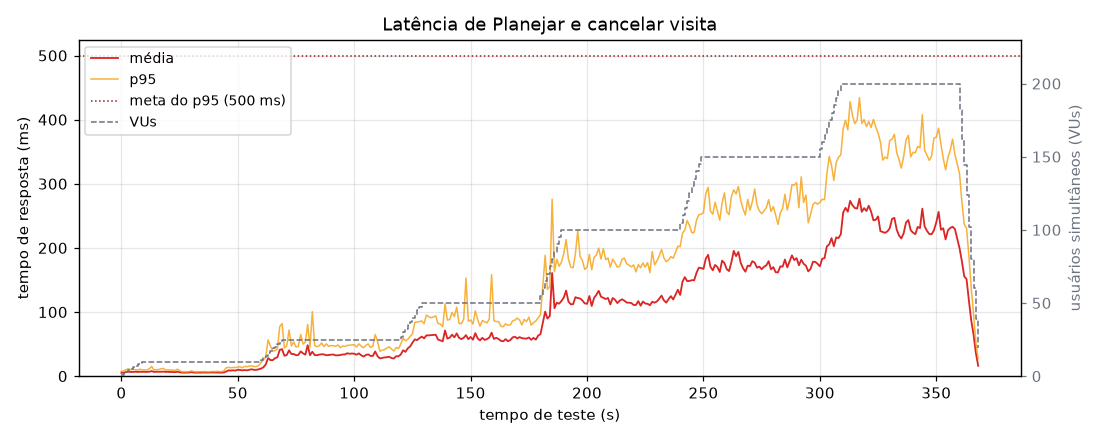 Latência de Planejar e cancelar visita
média
p95
meta do p95 (500 ms)
VUs
tempo de resposta (ms)
500
400
300
200
100
0
0
50
100
150
200
250
300
350
tempo de teste (s)
200
150
100
50
0
usuários simultâneos (VUs)